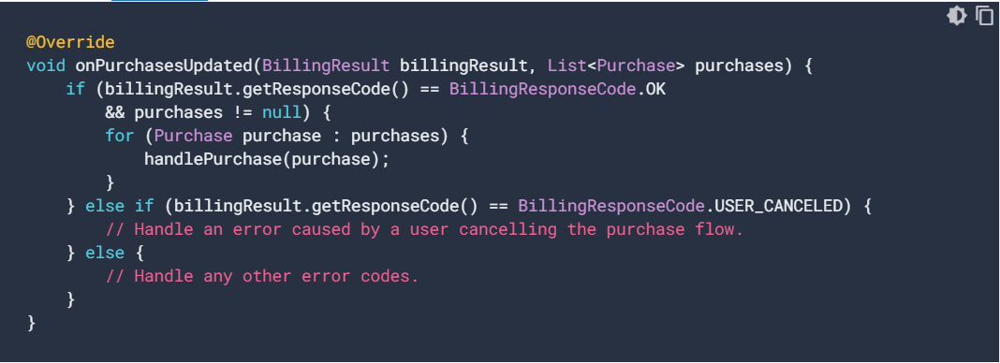 @Override
void onPurchasesUpdated(BillingResult billingResult, List<Purchase> purchases) {
    if (billingResult.getResponseCode() == BillingResponseCode.OK
        && purchases != null) {
        for (Purchase purchase : purchases) {
            handlePurchase(purchase);
        }
    } else if (billingResult.getResponseCode() == BillingResponseCode.USER_CANCELED) {
        // Handle an error caused by a user cancelling the purchase flow.
    } else {
        // Handle any other error codes.
    }
}